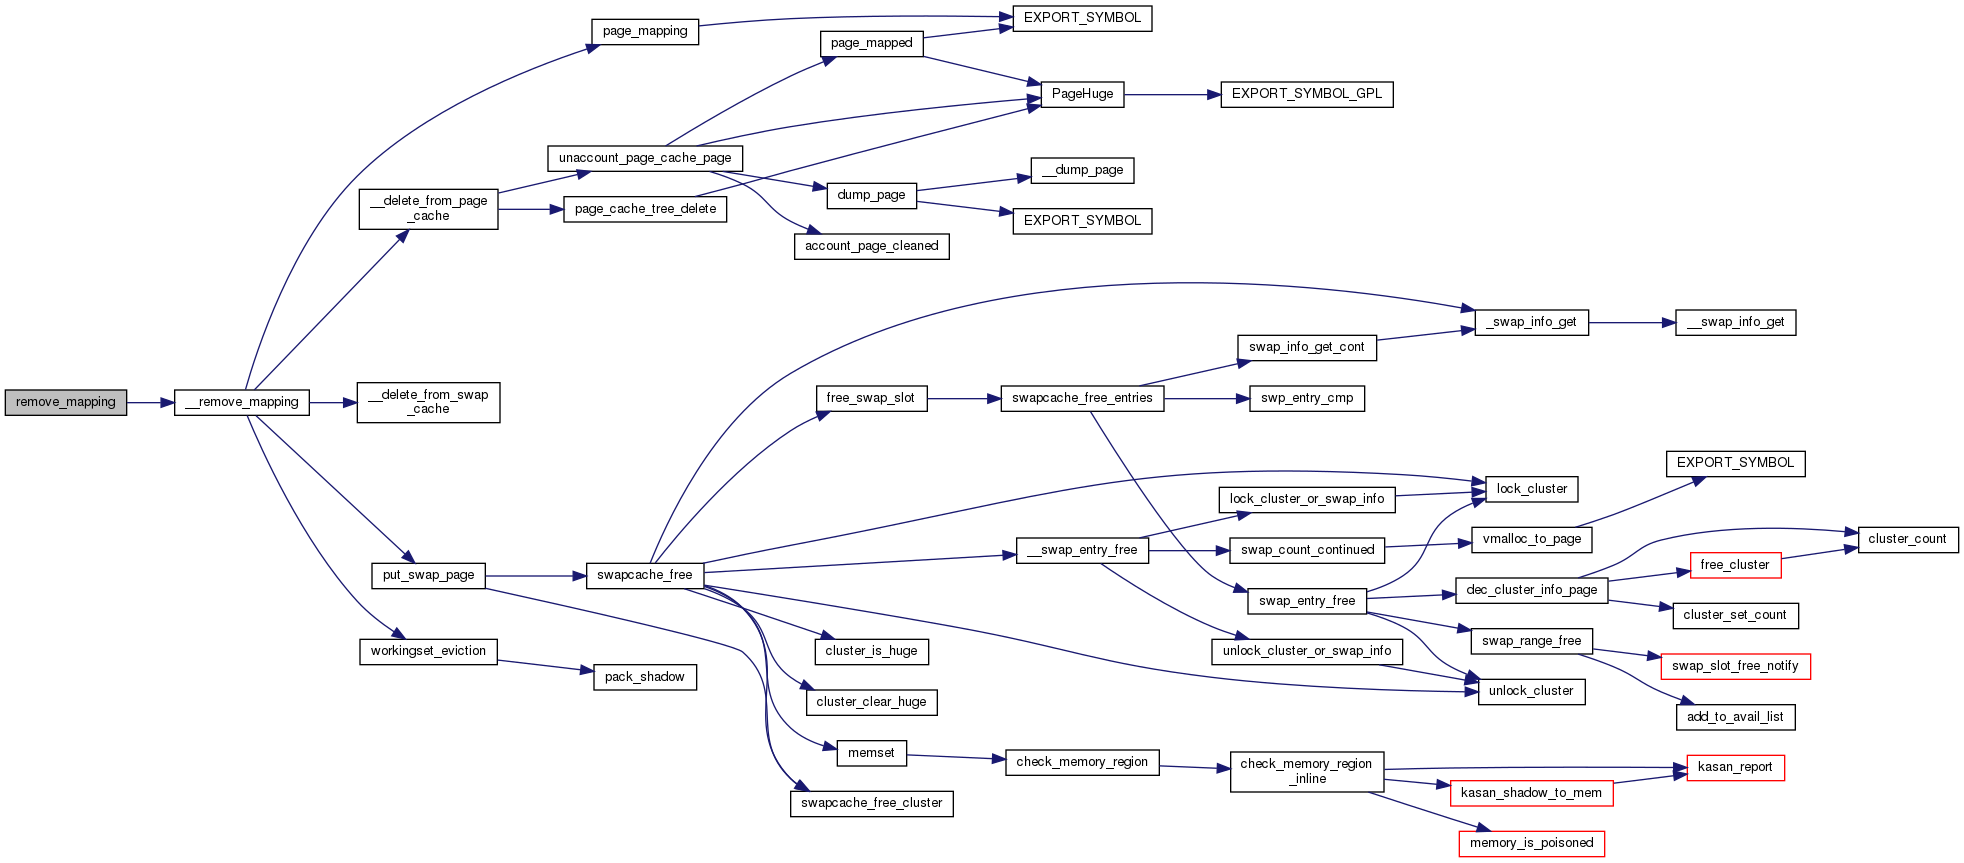 page_mapping
EXPORT_SYMBOL
page_mapped
PageHuge
EXPORT_SYMBOL_GPL
unaccount_page_cache_page
__dump_page
dump_page
__delete_from_page
_cache
page_cache_tree_delete
EXPORT_SYMBOL
account_page_cleaned
_swap_info_get
__swap_info_get
swap_info_get_cont
remove_mapping
__remove_mapping
__delete_from_swap
_cache
free_swap_slot
swapcache_free_entries
swp_entry_cmp
EXPORT_SYMBOL
lock_cluster
lock_cluster_or_swap_info
vmalloc_to_page
cluster_count
__swap_entry_free
swap_count_continued
free_cluster
put_swap_page
swapcache_free
dec_cluster_info_page
swap_entry_free
cluster_set_count
swap_range_free
workingset_eviction
cluster_is_huge
unlock_cluster_or_swap_info
swap_slot_free_notify
pack_shadow
unlock_cluster
cluster_clear_huge
add_to_avail_list
memset
check_memory_region
check_memory_region
_inline
kasan_report
kasan_shadow_to_mem
swapcache_free_cluster
memory_is_poisoned